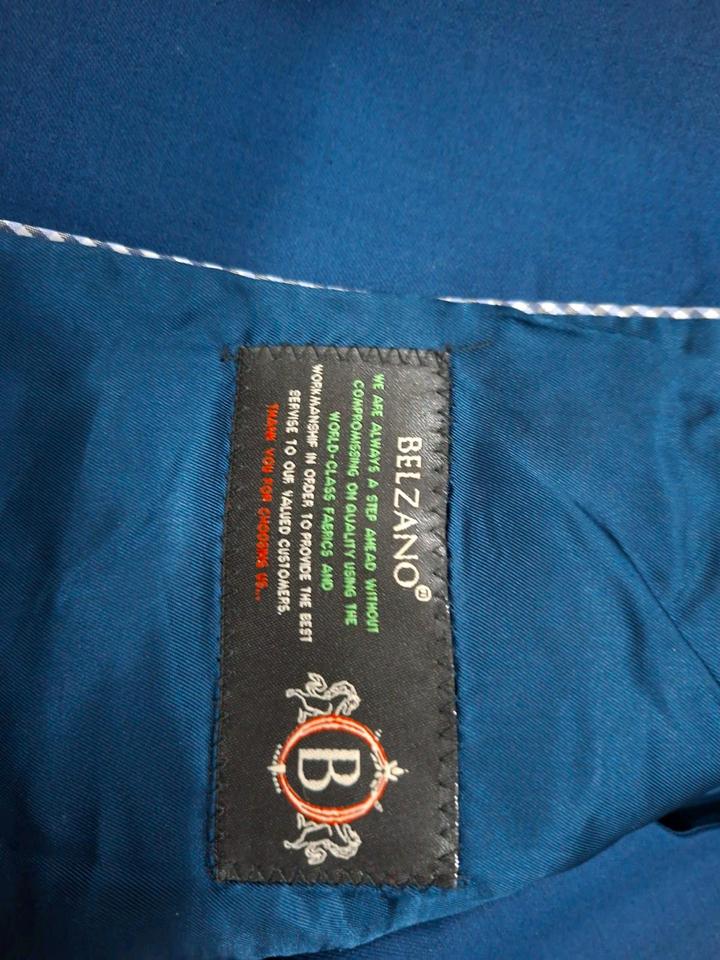 BELZANO®
WE ARE ALWAYS A STEP AHEAD WITHOUT
COMPROMISSING ON QUALITY USING THE
WORLD-CLASS FABRICS AND
WORKMANSHIP IN ORDER TO PROVIDE THE BEST
SERVISE TO OUR VALUED CUSTOMERS.
THANK YOU FOR CHOOSING US...
B